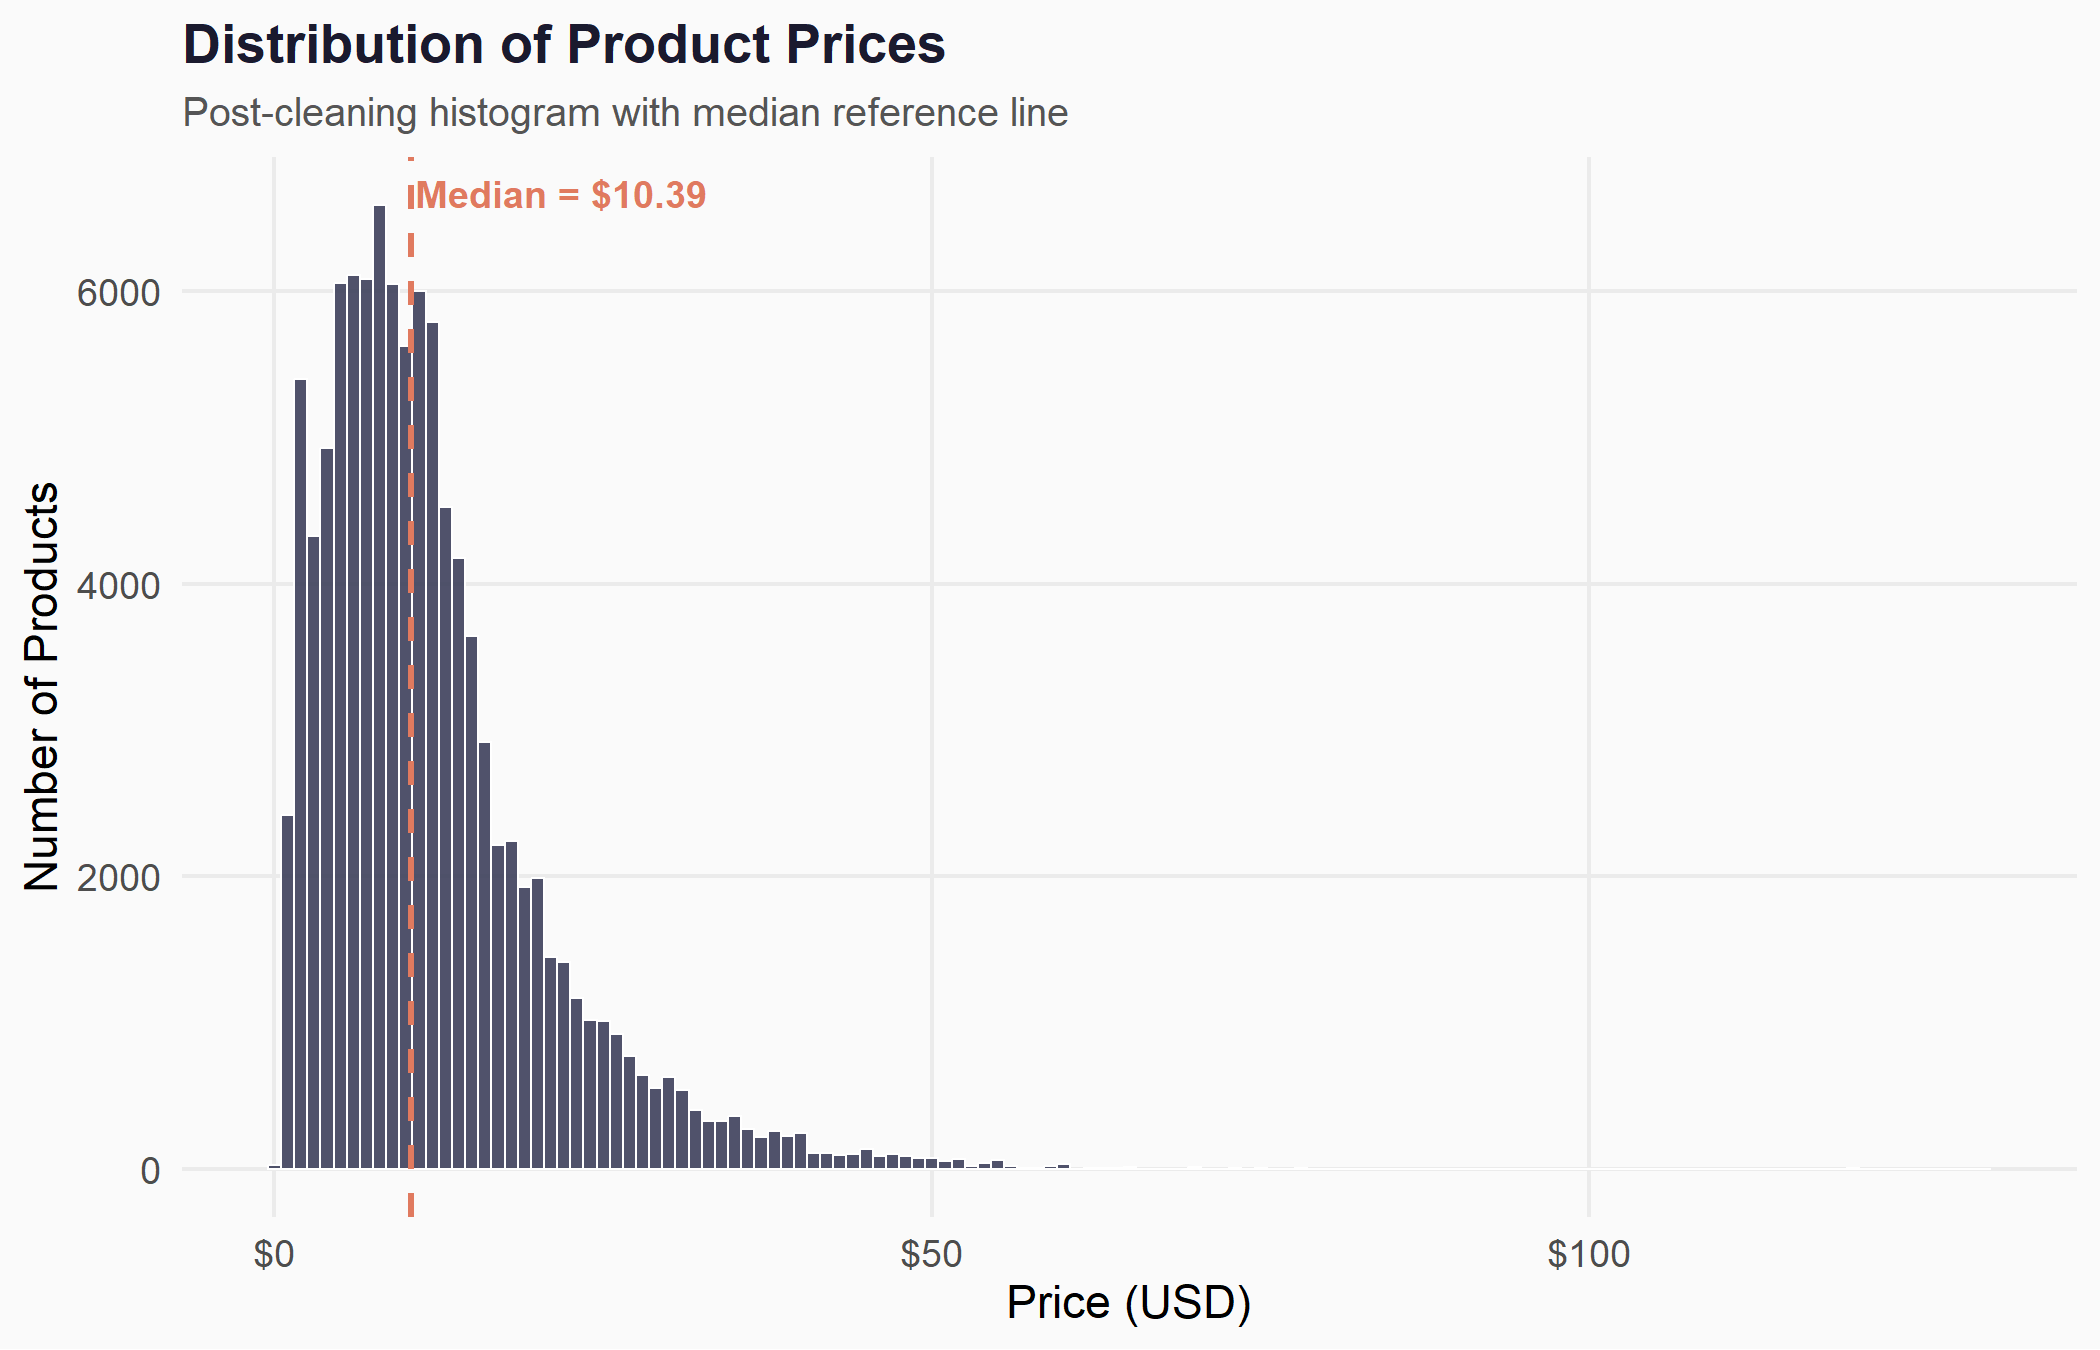 Distribution of Product Prices
Post-cleaning histogram with median reference line
Median = $10.39
Number of Products
6000
4000
2000
0
$0
$50
$100
Price (USD)